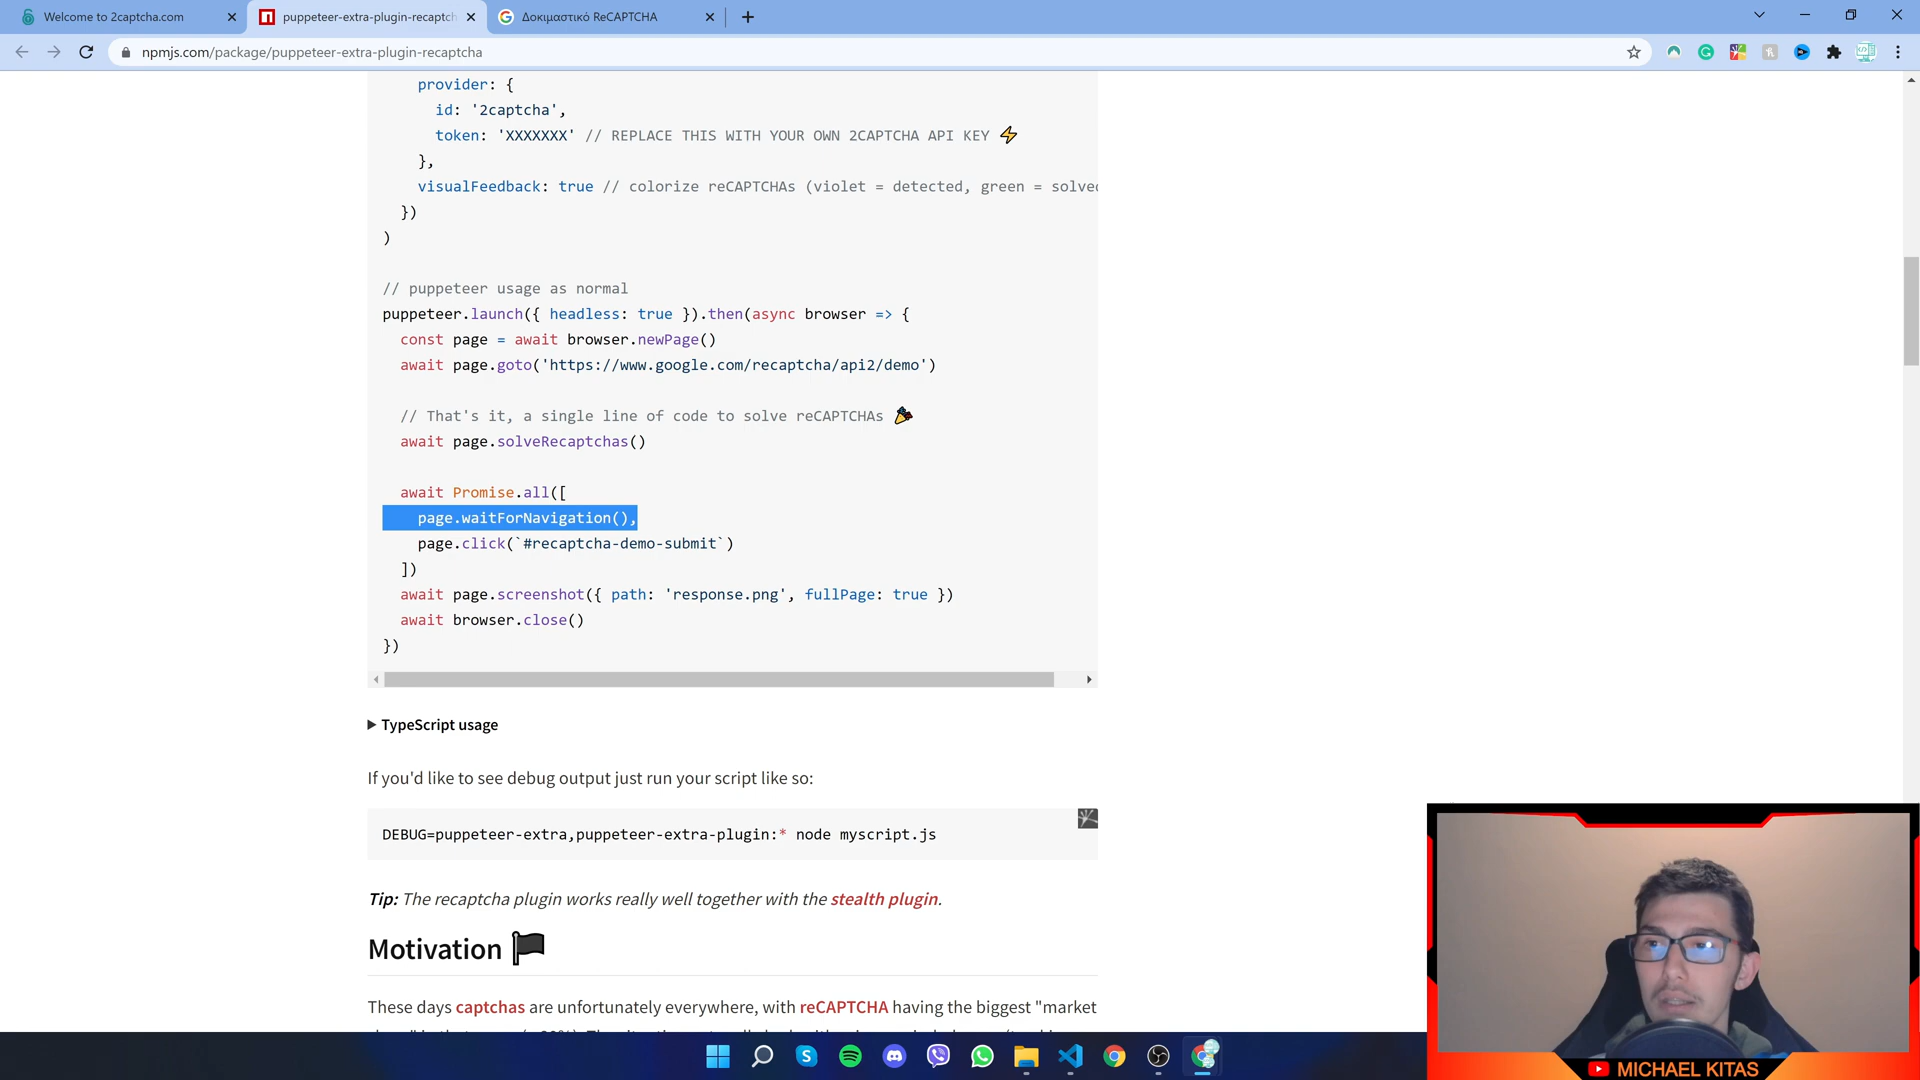 Welcome to 2captcha.com
puppeteer-extra-plugin-recaptch
Δοκιμαστικό ReCAPTCHA
npmjs.com/package/puppeteer-extra-plugin-recaptcha
provider: {
id: '2captcha',
token: 'XXXXXXX' // REPLACE THIS WITH YOUR OWN 2CAPTCHA API KEY ⚡
},
visualFeedback: true // colorize reCAPTCHAs (violet = detected, green = solved
})
)
// puppeteer usage as normal
puppeteer.launch({ headless: true }).then(async browser => {
const page = await browser.newPage()
await page.goto('https://www.google.com/recaptcha/api2/demo')
// That's it, a single line of code to solve reCAPTCHAs 🎉
await page.solveRecaptchas()
await Promise.all([
page.waitForNavigation(),
page.click(`#recaptcha-demo-submit`)
])
await page.screenshot({ path: 'response.png', fullPage: true })
await browser.close()
})
TypeScript usage
If you'd like to see debug output just run your script like so:
DEBUG=puppeteer-extra,puppeteer-extra-plugin:* node myscript.js
Tip: The recaptcha plugin works really well together with the stealth plugin.
Motivation 🏴
These days captchas are unfortunately everywhere, with reCAPTCHA having the biggest "market
MICHAEL KITAS